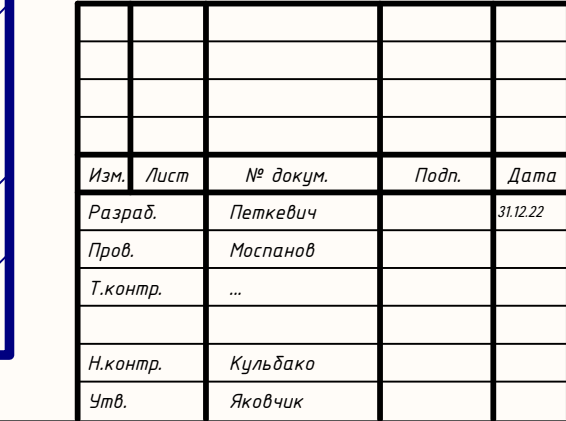 Изм. Лист № докум. Подп. Дата
Разраб. Петкевич 31.12.22
Пров. Моспанов
Т.контр. ...
Н.контр. Кульбако
Утв. Яковчик